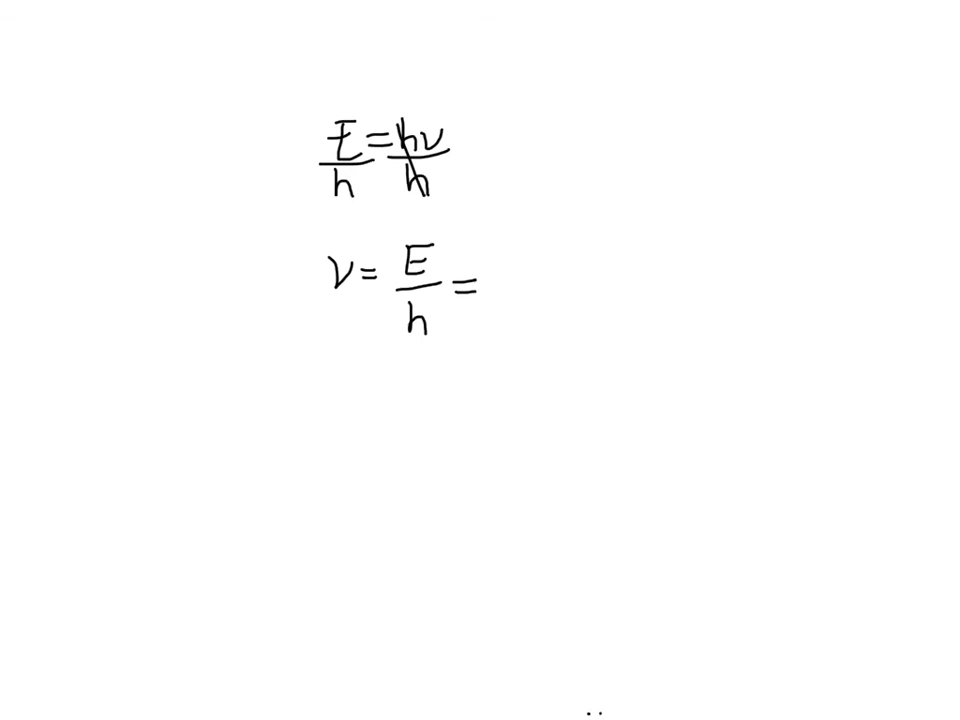 E/h = hν/h
ν = E/h =